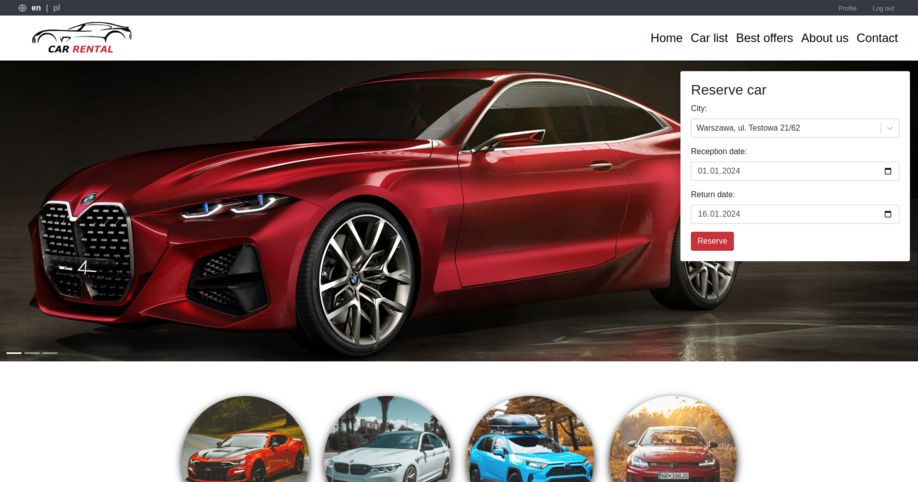 en | pl
Profile
Log out
CAR RENTAL
Home
Car list
Best offers
About us
Contact
Reserve car
City:
Warszawa, ul. Testowa 21/62
Reception date:
01.01.2024
Return date:
16.01.2024
Reserve
4